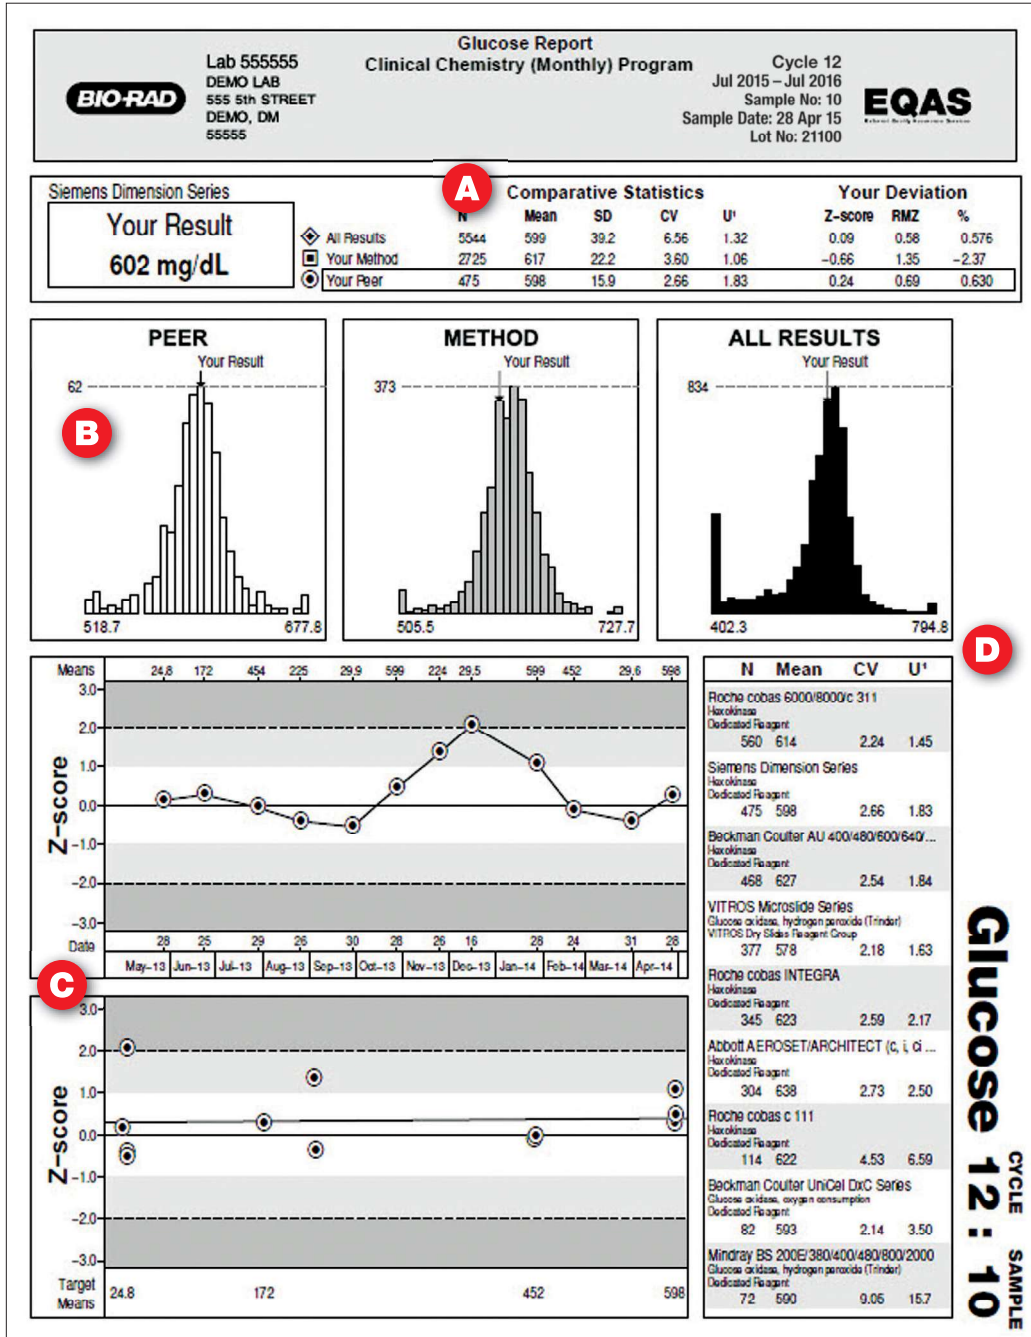 Glucose Report
Clinical Chemistry (Monthly) Program
BIO-RAD
Lab 555555
DEMO LAB
555 5th STREET
DEMO, DM
55555
Cycle 12
Jul 2015 – Jul 2016
Sample No: 10
Sample Date: 28 Apr 15
Lot No: 21100
EQAS
Siemens Dimension Series
Your Result
602 mg/dL
A
Comparative Statistics Your Deviation
N Mean SD CV U¹ Z-score RMZ %
All Results 5544 599 39.2 6.56 1.32 0.09 0.58 0.576
Your Method 2725 617 22.2 3.60 1.06 -0.66 1.35 -2.37
Your Peer 475 598 15.9 2.66 1.83 0.24 0.69 0.630
PEER
Your Result
62
B
518.7 677.8
METHOD
Your Result
373
505.5 727.7
ALL RESULTS
Your Result
834
402.3 794.8
Means 24.8 172 454 225 29.9 599 224 29.5 599 452 29.6 598
3.0
2.0
1.0
0.0
-1.0
-2.0
-3.0
Z-score
Date 28 25 29 26 30 28 26 16 28 24 31 28
May-13 Jun-13 Jul-13 Aug-13 Sep-13 Oct-13 Nov-13 Dec-13 Jan-14 Feb-14 Mar-14 Apr-14
C
3.0
2.0
1.0
0.0
-1.0
-2.0
-3.0
Z-score
Target Means 24.8 172 452 598
D
N Mean CV U¹
Roche cobas 6000/8000/c 311
Hexokinase
Dedicated Reagent
560 614 2.24 1.45
Siemens Dimension Series
Hexokinase
Dedicated Reagent
475 598 2.66 1.83
Beckman Coulter AU 400/480/600/640/...
Hexokinase
Dedicated Reagent
468 627 2.54 1.84
VITROS Microslide Series
Glucose oxidase, hydrogen peroxide (Trinder)
VITROS Dry Slides Reagent Group
377 578 2.18 1.63
Roche cobas INTEGRA
Hexokinase
Dedicated Reagent
345 623 2.59 2.17
Abbott AEROSET/ARCHITECT (c, i, ci ...
Hexokinase
Dedicated Reagent
304 638 2.73 2.50
Roche cobas c 111
Hexokinase
Dedicated Reagent
114 622 4.53 6.59
Beckman Coulter UniCel DxC Series
Glucose oxidase, oxygen consumption
Dedicated Reagent
82 593 2.14 3.50
Mindray BS 200E/380/400/480/800/2000
Glucose oxidase, hydrogen peroxide (Trinder)
Dedicated Reagent
72 590 9.05 15.7
Glucose 12 : 10
CYCLE SAMPLE